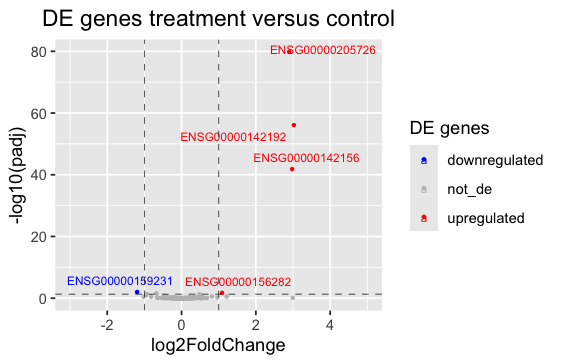 DE genes treatment versus control
80
60
40
20
0
-log10(padj)
ENSG00000205726
ENSG00000142192
ENSG00000142156
ENSG00000159231
ENSG00000156282
-2
0
2
4
log2FoldChange
DE genes
downregulated
not_de
upregulated